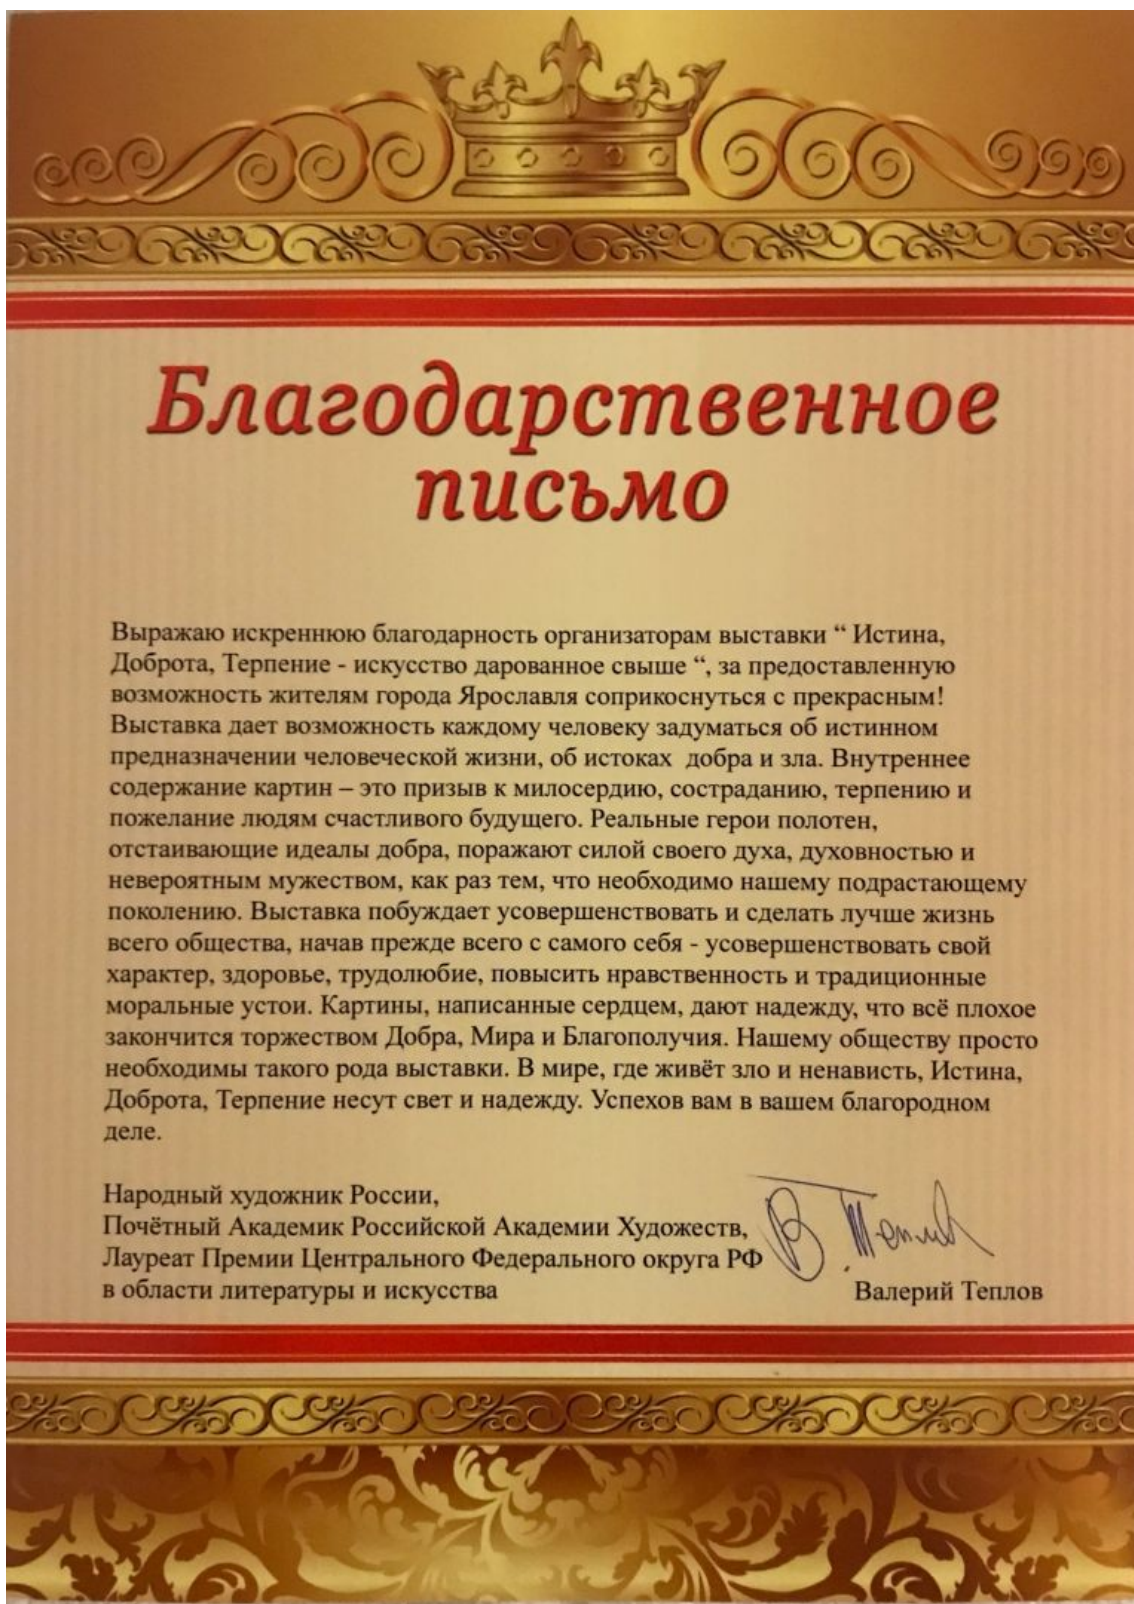 Благодарственное
письмо
Выражаю искреннюю благодарность организаторам выставки “ Истина,
Доброта, Терпение - искусство дарованное свыше “, за предоставленную
возможность жителям города Ярославля соприкоснуться с прекрасным!
Выставка дает возможность каждому человеку задуматься об истинном
предназначении человеческой жизни, об истоках  добра и зла. Внутреннее
содержание картин – это призыв к милосердию, состраданию, терпению и
пожелание людям счастливого будущего. Реальные герои полотен,
отстаивающие идеалы добра, поражают силой своего духа, духовностью и
невероятным мужеством, как раз тем, что необходимо нашему подрастающему
поколению. Выставка побуждает усовершенствовать и сделать лучше жизнь
всего общества, начав прежде всего с самого себя - усовершенствовать свой
характер, здоровье, трудолюбие, повысить нравственность и традиционные
моральные устои. Картины, написанные сердцем, дают надежду, что всё плохое
закончится торжеством Добра, Мира и Благополучия. Нашему обществу просто
необходимы такого рода выставки. В мире, где живёт зло и ненависть, Истина,
Доброта, Терпение несут свет и надежду. Успехов вам в вашем благородном
деле.
Народный художник России,
Почётный Академик Российской Академии Художеств,
Лауреат Премии Центрального Федерального округа РФ
в области литературы и искусства
В. Теплов
Валерий Теплов